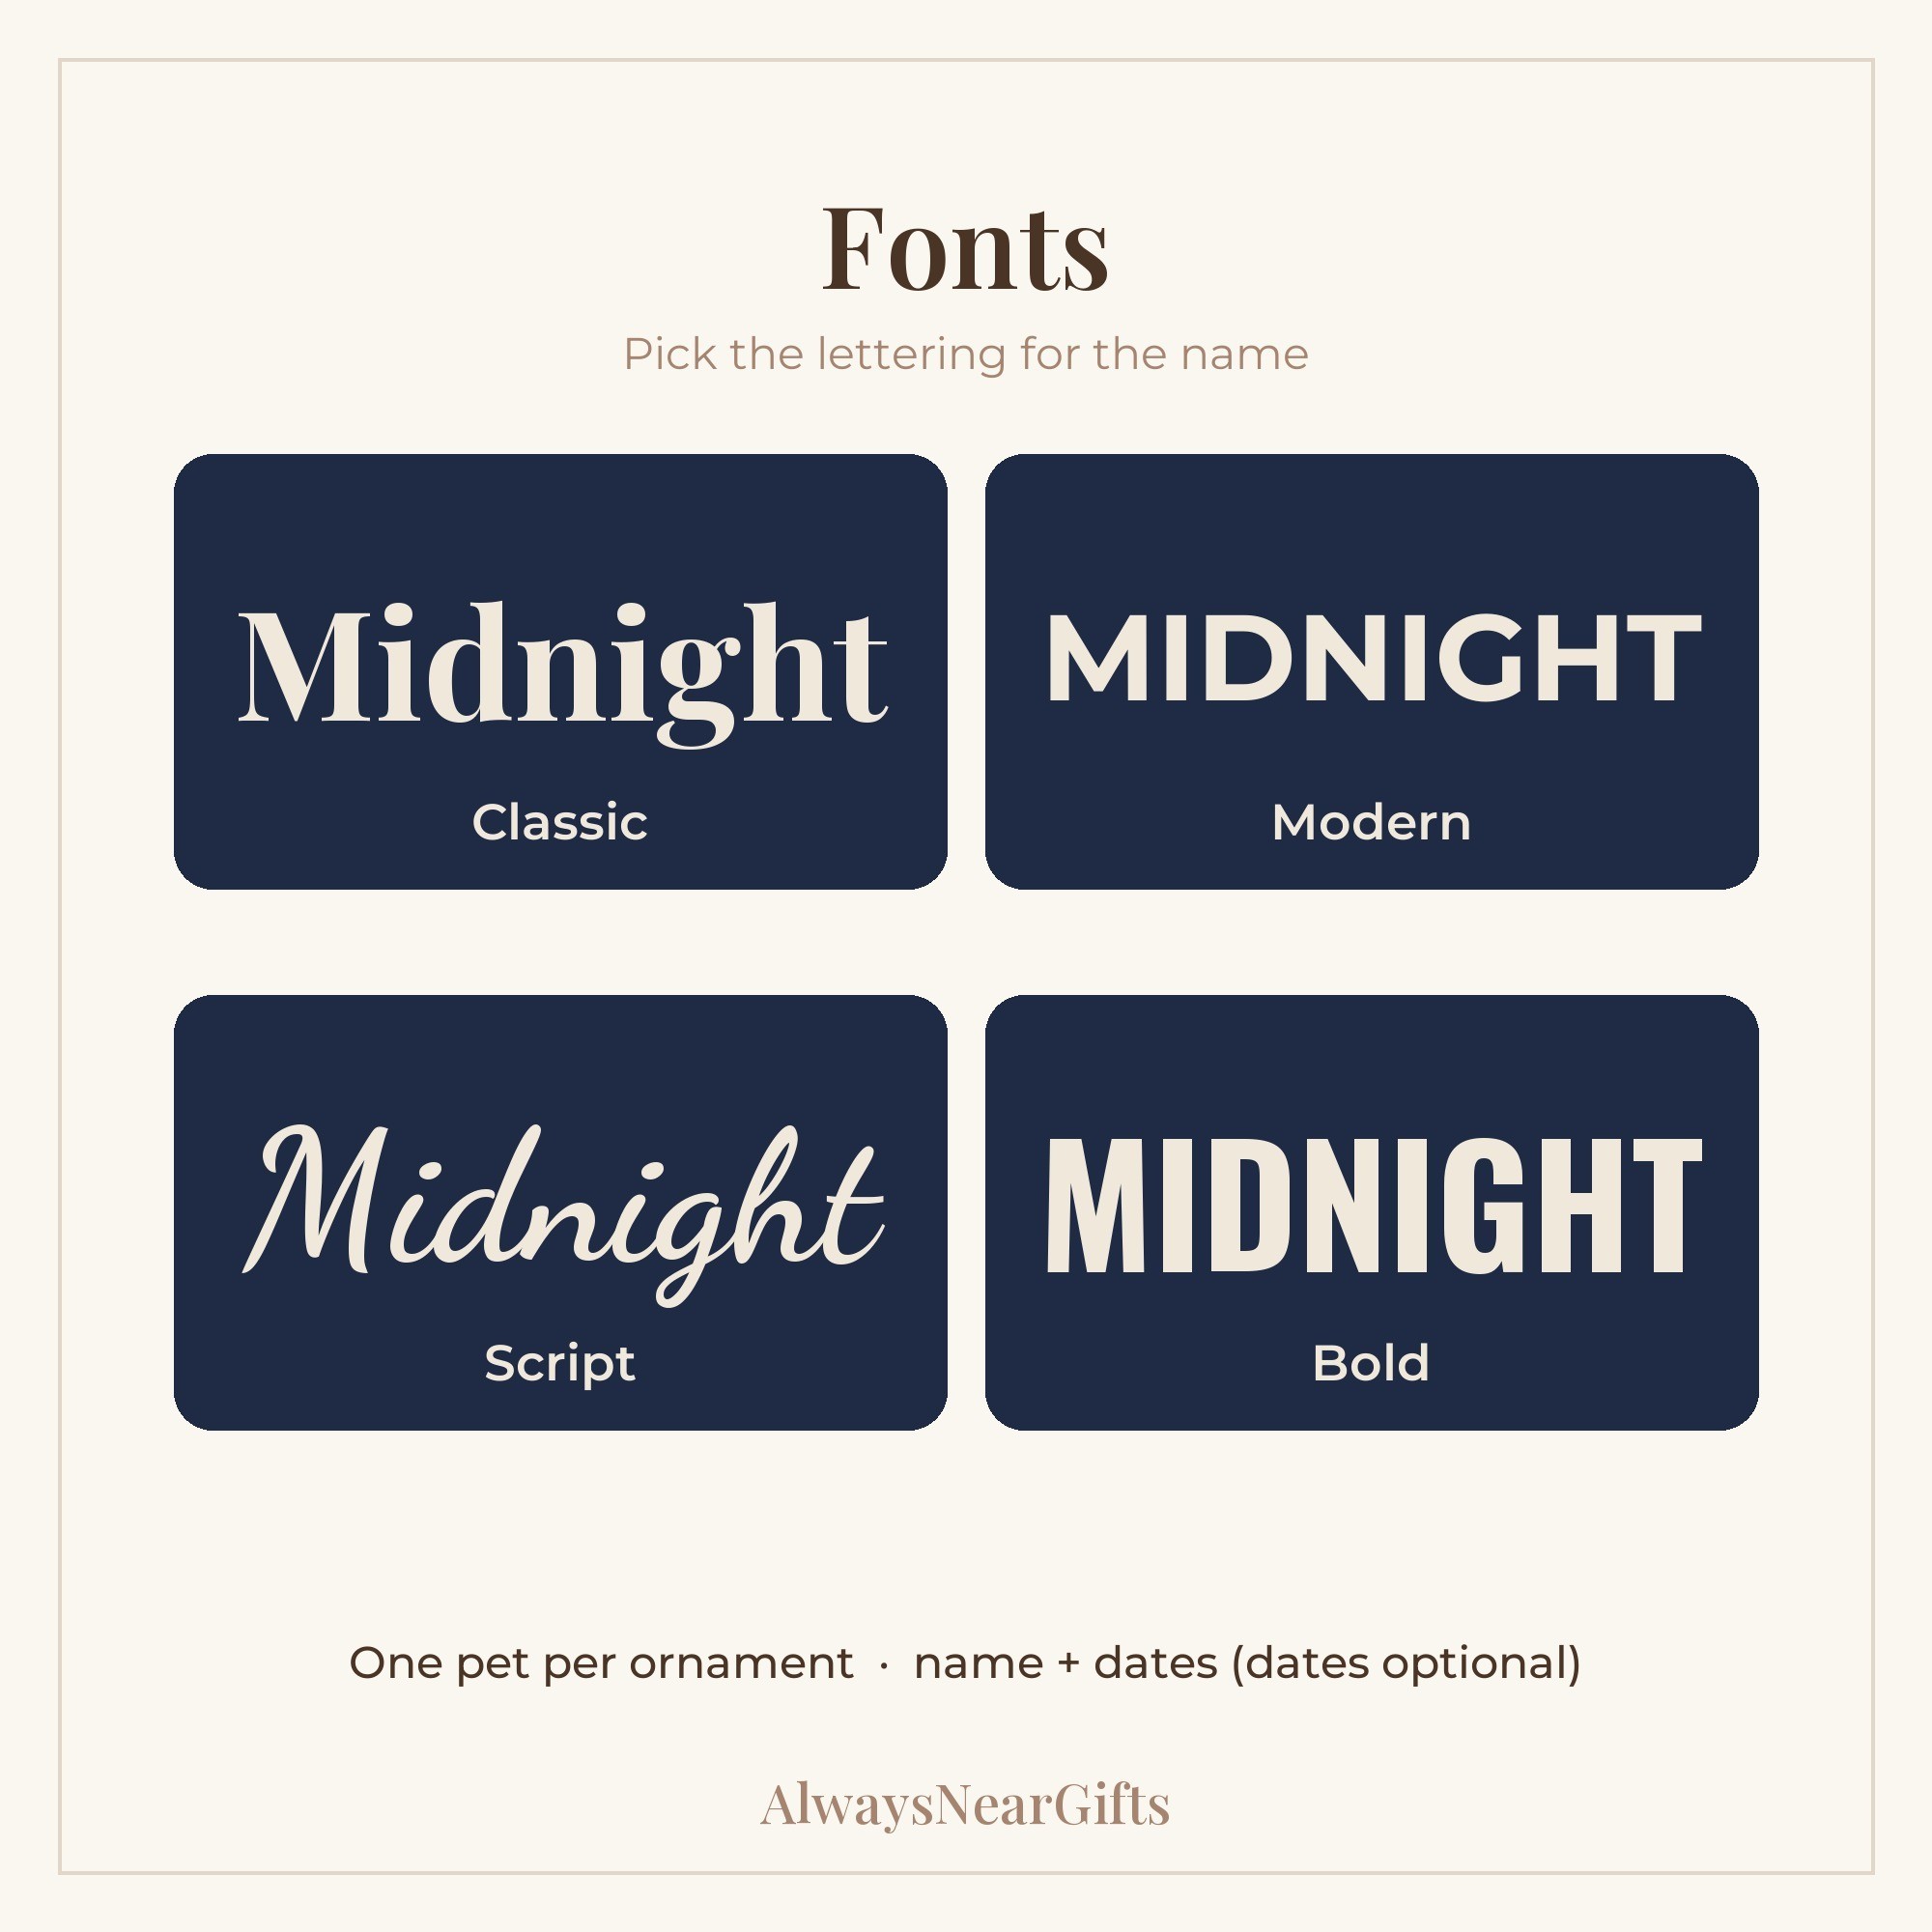 Fonts
Pick the lettering for the name
Midnight
Classic
MIDNIGHT
Modern
Midnight
Script
MIDNIGHT
Bold
One pet per ornament · name + dates (dates optional)
AlwaysNearGifts